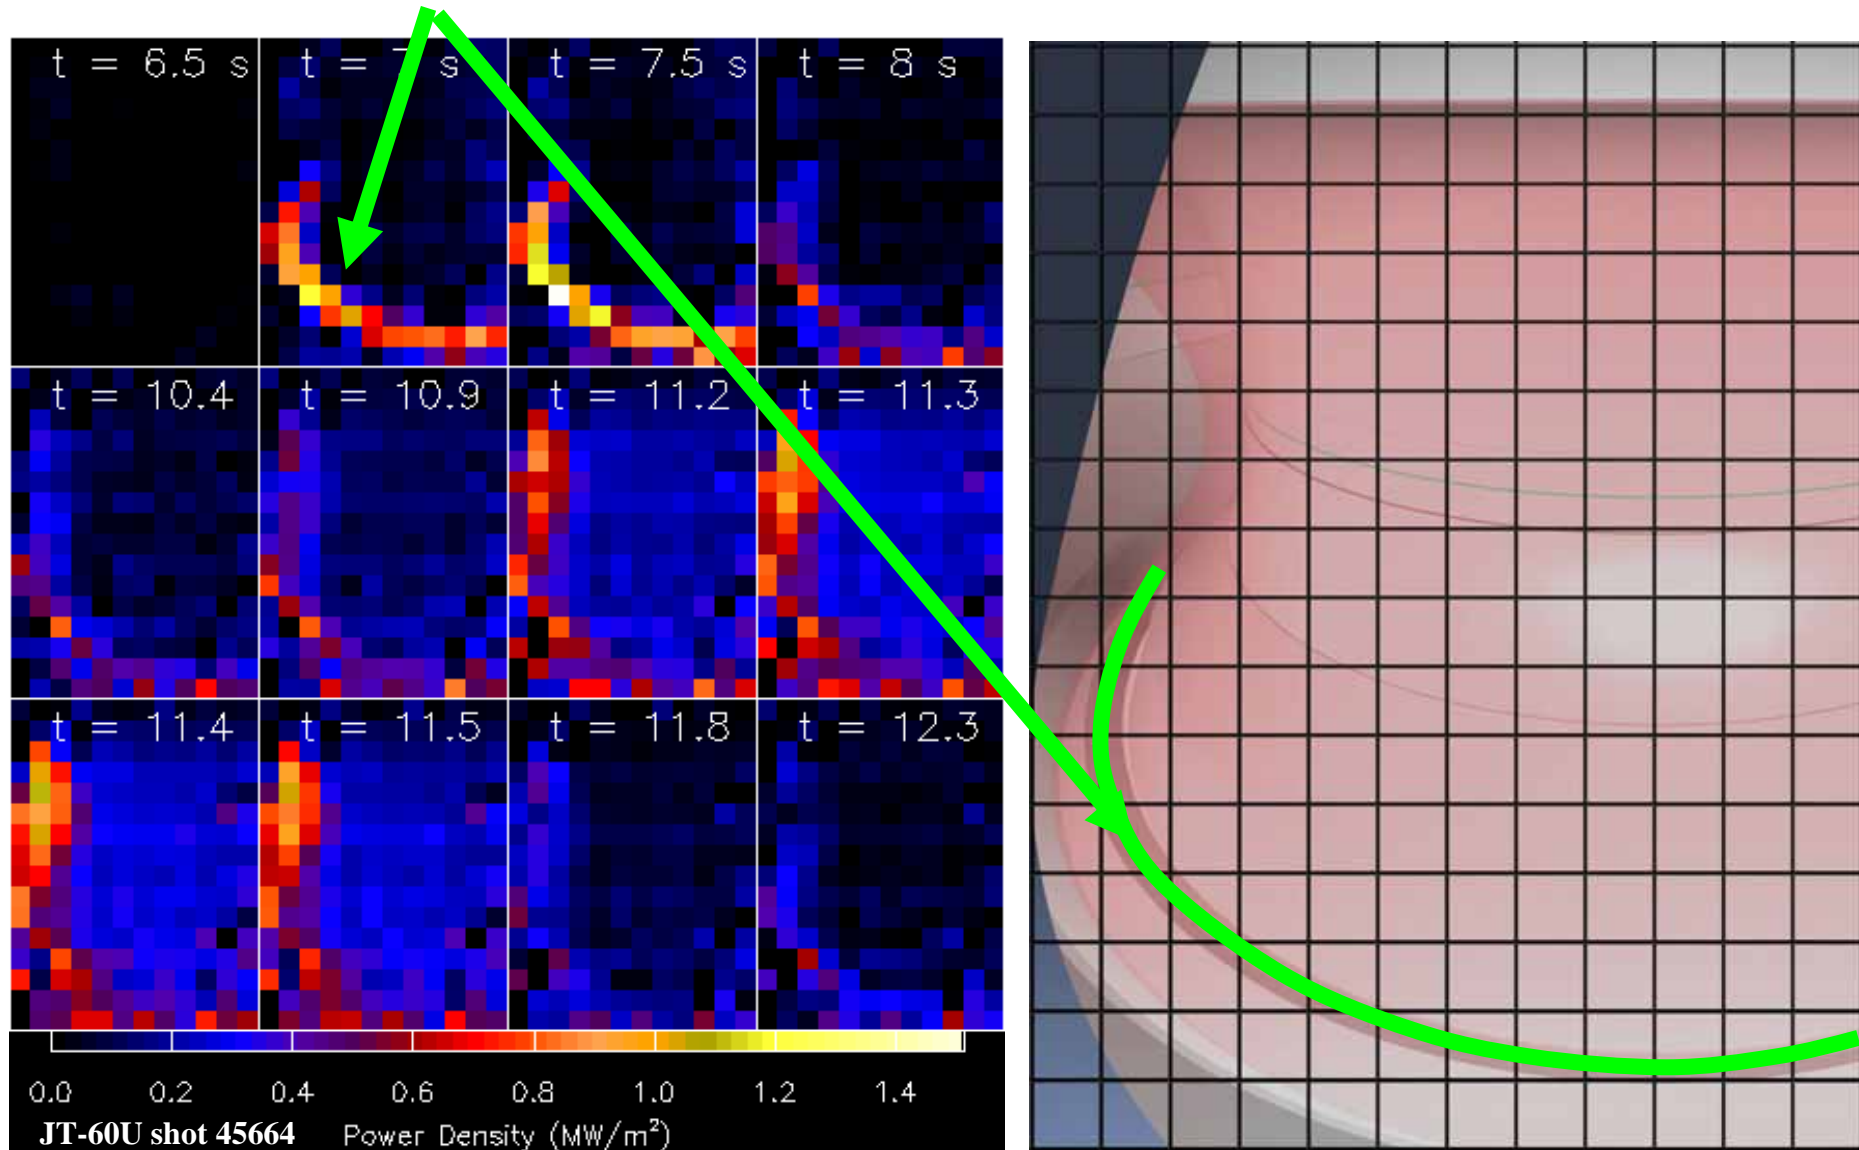 t = 6.5 s
t = 7 s
t = 7.5 s
t = 8 s
t = 10.4
t = 10.9
t = 11.2
t = 11.3
t = 11.4
t = 11.5
t = 11.8
t = 12.3
0.0 0.2 0.4 0.6 0.8 1.0 1.2 1.4
JT-60U shot 45664 Power Density (MW/m²)